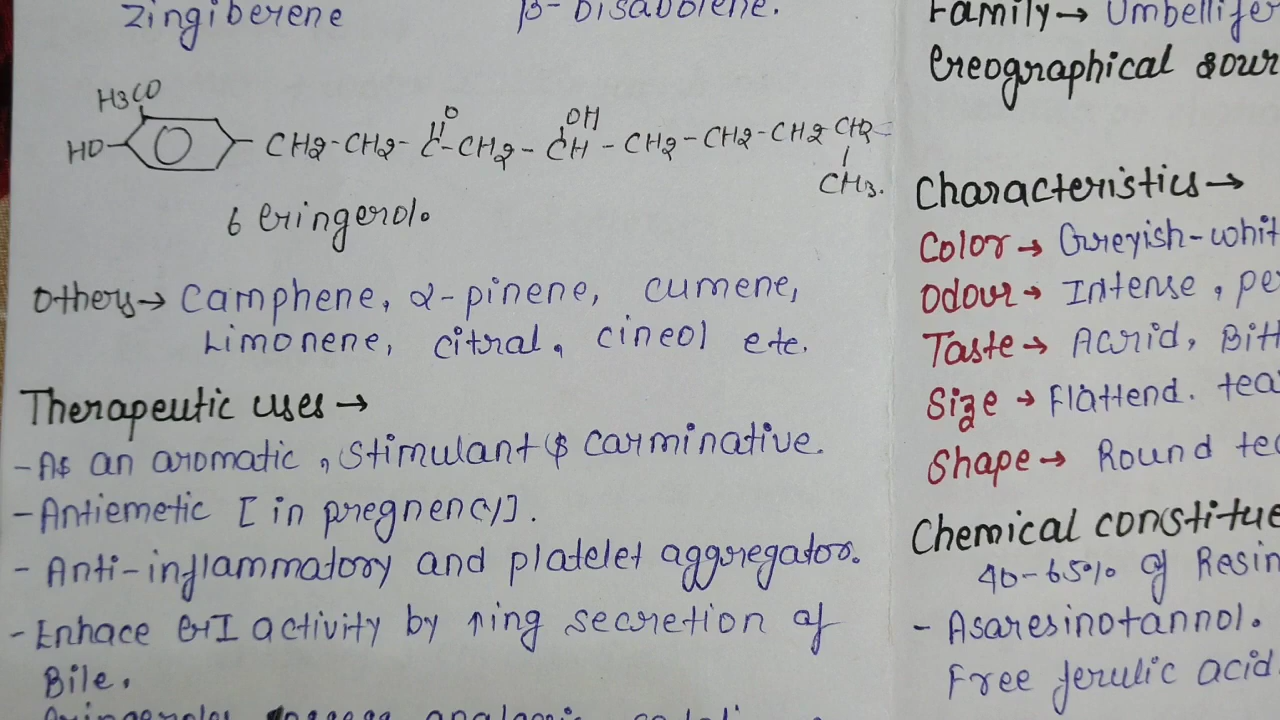 Zingiberene β-Bisabolene.
H3CO
HO- CH2-CH2-C-CH2-CH-CH2-CH2-CH2 CH2
O
OH
CH3.
6 Gingerol.
Others→ Camphene, α-pinene, cumene,
Limonene, citral, cineol etc.
Therapeutic uses→
-As an aromatic, stimulant & carminative.
-Antiemetic [in pregnency].
- Anti-inflammatory and platelet aggregator.
-Enhace GI activity by ↑ing secretion of
Bile.
Family→ Umbellifer
Geographical sour
Characteristics→
Color→ Greyish-whit
Odour→ Intense, pe
Taste→ Acrid, Bitt
Size→ Flattend. tea
Shape→ Round tea
Chemical constitue
40-65% of Resin
- Asaresinotannol.
Free ferulic acid.